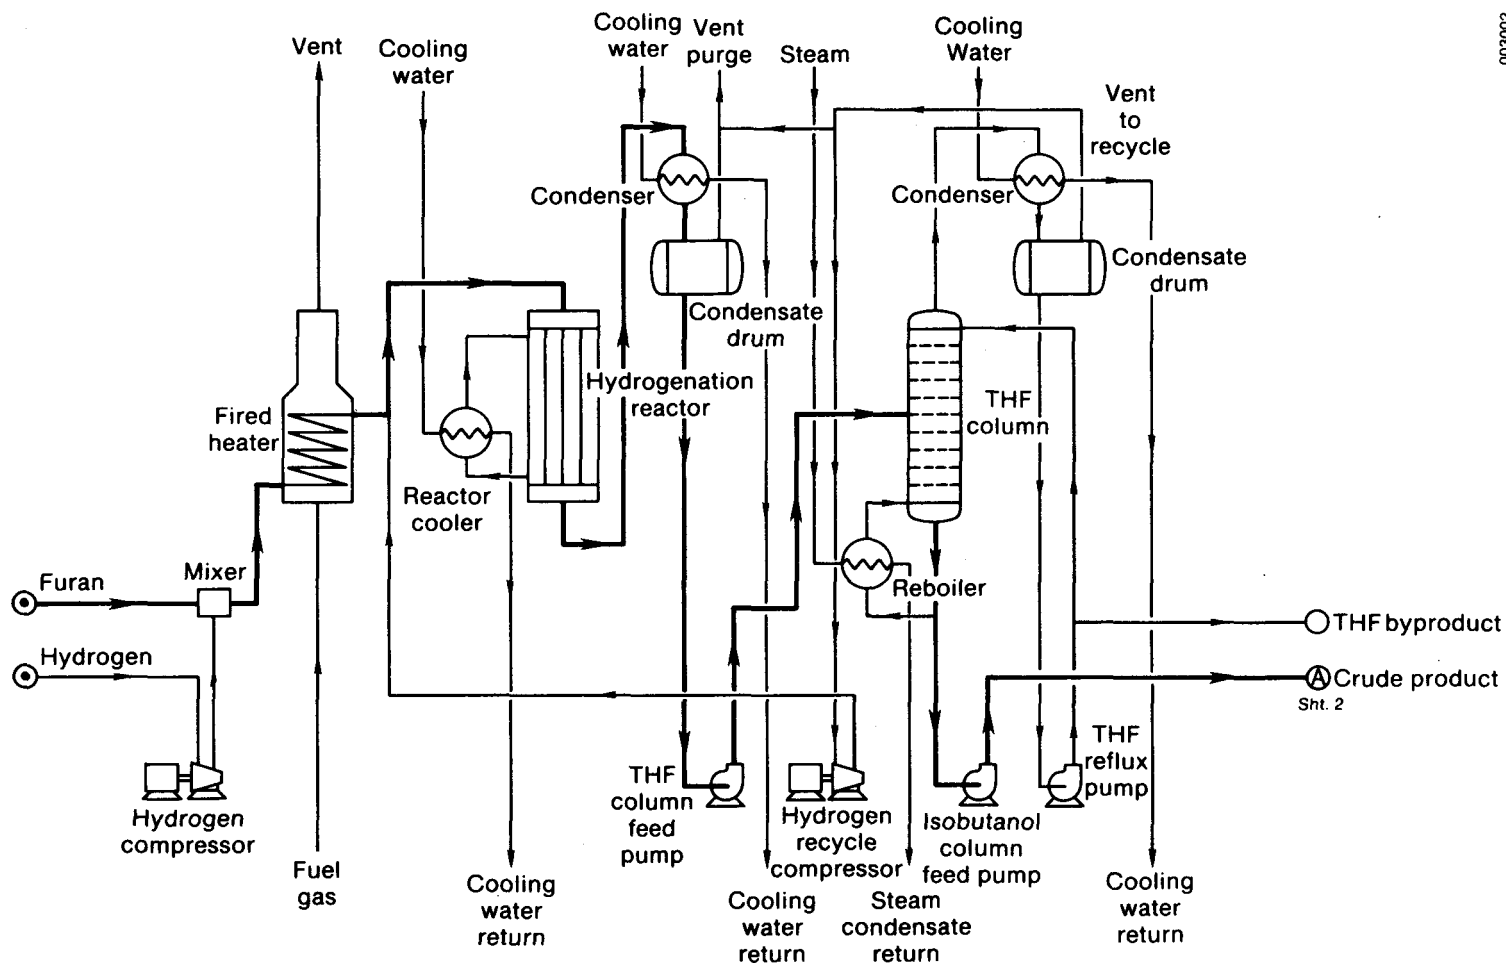 003002
Vent
Cooling
water
Cooling
water
Vent
purge
Steam
Cooling
Water
Vent
to
recycle
Condenser
Condenser
Condensate
drum
Condensate
drum
Hydrogenation
reactor
Fired
heater
THF
column
Reactor
cooler
Mixer
Furan
Reboiler
Hydrogen
THF byproduct
A
Crude product
Sht. 2
THF
reflux
pump
THF
column
feed
pump
Hydrogen
compressor
Hydrogen
recycle
compressor
Isobutanol
column
feed pump
Fuel
gas
Cooling
water
return
Cooling
water
return
Steam
condensate
return
Cooling
water
return